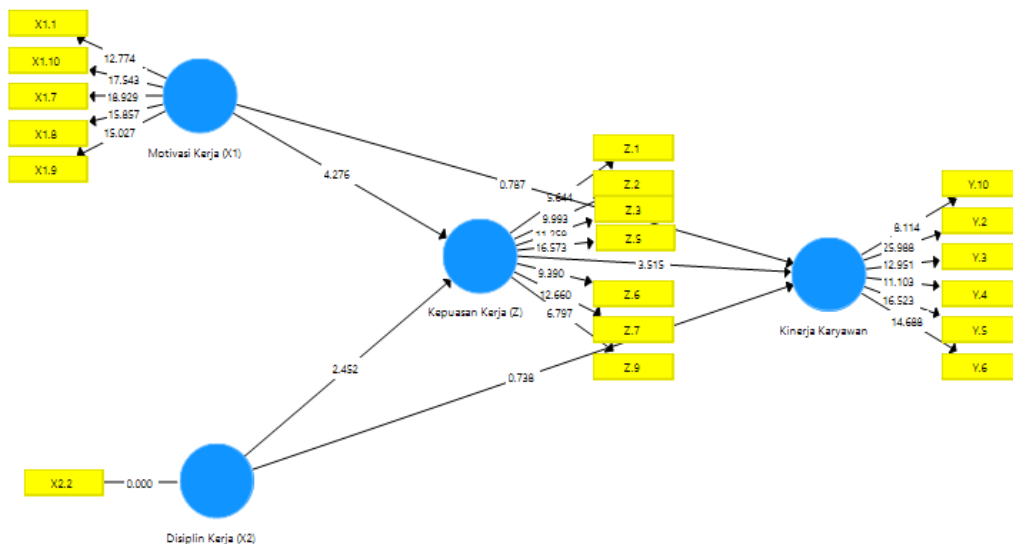 X1.1
X1.10
X1.7
X1.8
X1.9
12.774
17.543
18.929
15.857
15.027
Motivasi Kerja (X1)
4.276
0.787
Z.1
Z.2
Z.3
Z.5
Z.6
Z.7
Z.9
5.644
9.993
11.259
16.573
9.390
12.660
6.797
Kepuasan Kerja (Z)
3.515
Y.10
Y.2
Y.3
Y.4
Y.5
Y.6
8.114
25.988
12.951
11.103
16.523
14.688
Kinerja Karyawan
2.452
0.738
X2.2
0.000
Disiplin Kerja (X2)